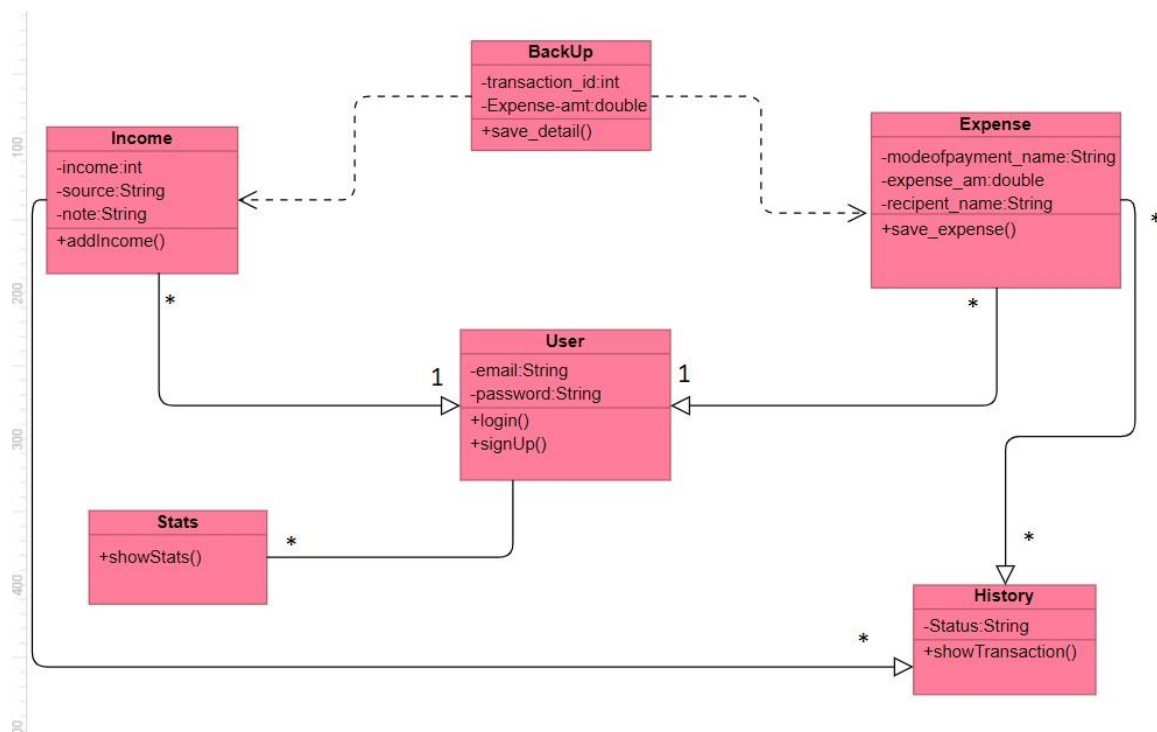 BackUp
-transaction_id:int
-Expense-amt:double
+save_detail()
Income
-income:int
-source:String
-note:String
+addIncome()
Expense
-modeofpayment_name:String
-expense_am:double
-recipent_name:String
+save_expense()
*
*
*
User
-email:String
-password:String
+login()
+signUp()
1
1
Stats
+showStats()
*
*
History
-Status:String
+showTransaction()
*
100
200
300
400